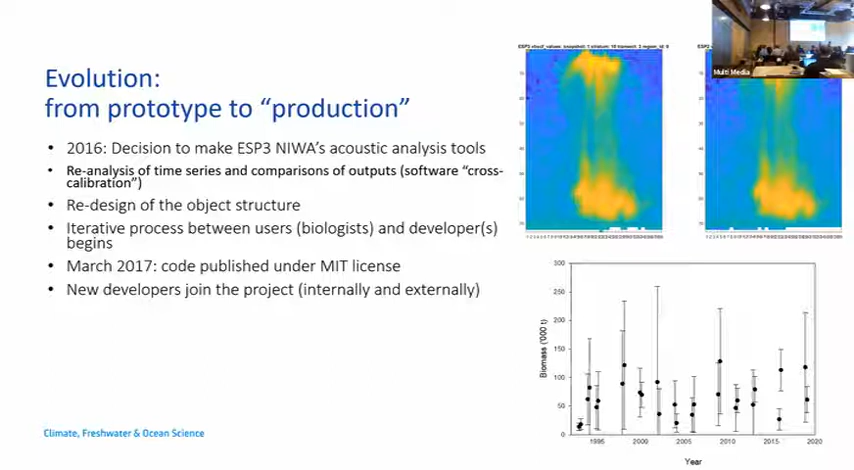 Evolution:
from prototype to “production”
• 2016: Decision to make ESP3 NIWA’s acoustic analysis tools
• Re-analysis of time series and comparisons of outputs (software “cross-
calibration”)
• Re-design of the object structure
• Iterative process between users (biologists) and developer(s)
begins
• March 2017: code published under MIT license
• New developers join the project (internally and externally)
Climate, Freshwater & Ocean Science
Multi Media
300
250
200
150
100
50
0
Biomass ('000 t)
1995 2000 2005 2010 2015 2020
Year